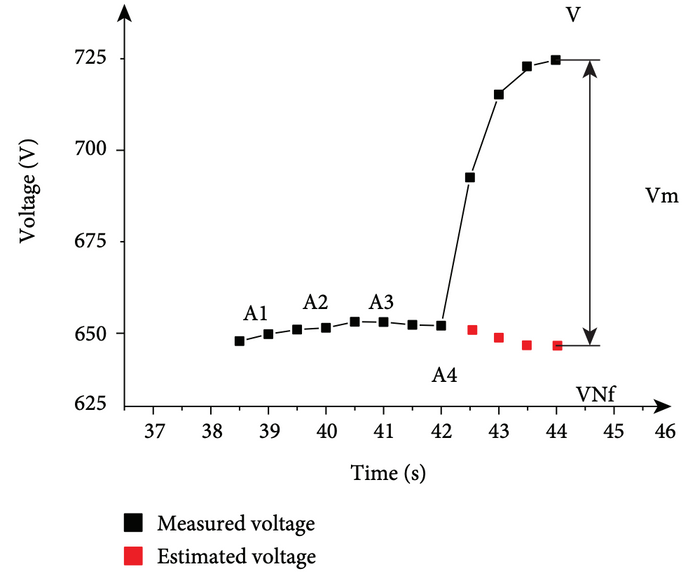 V
725
700
Voltage (V)
Vm
675
A1
A2
A3
650
A4
VNf
625
37 38 39 40 41 42 43 44 45 46
Time (s)
Measured voltage
Estimated voltage